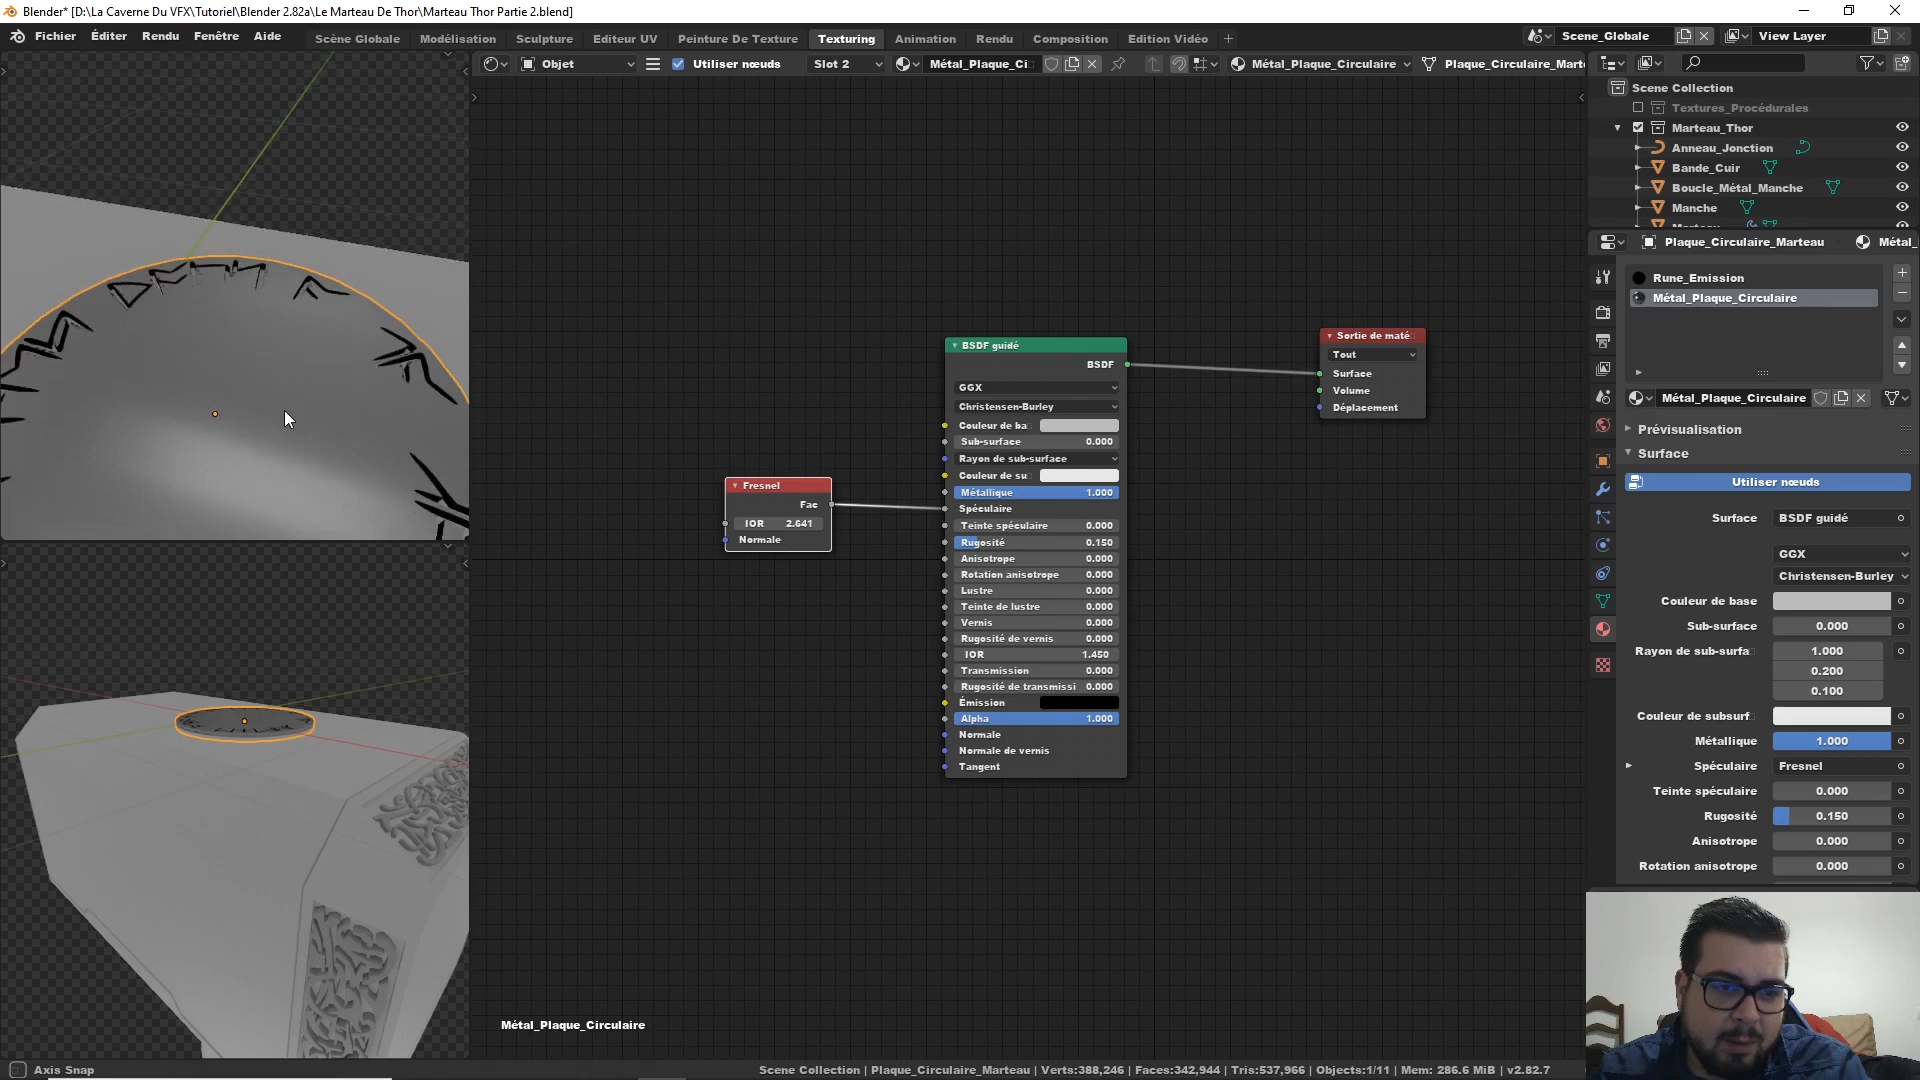 Blender* [D:\La Caverne Du VFX\Tutoriel\Blender 2.82a\Le Marteau De Thor\Marteau Thor Partie 2.blend]
Fichier Éditer Rendu Fenêtre Aide Scène Globale Modélisation Sculpture Editeur UV Peinture De Texture Texturing Animation Rendu Composition Edition Vidéo + Scene_Globale View Layer
Objet Utiliser nœuds Slot 2 Métal_Plaque_Ci Métal_Plaque_Circulaire Plaque_Circulaire_Mart
Scene Collection
Textures_Procédurales
Marteau_Thor
Anneau_Jonction
Bande_Cuir
Boucle_Métal_Manche
Manche
Plaque_Circulaire_Marteau Métal_
Rune_Emission
Métal_Plaque_Circulaire
Métal_Plaque_Circulaire
Prévisualisation
Surface
Utiliser nœuds
Surface BSDF guidé
GGX
Christensen-Burley
Couleur de base
Sub-surface 0.000
Rayon de sub-surfa 1.000
0.200
0.100
Couleur de subsurf
Métallique 1.000
Spéculaire Fresnel
Teinte spéculaire 0.000
Rugosité 0.150
Anisotrope 0.000
Rotation anisotrope 0.000
Fresnel
Fac
IOR 2.641
Normale
BSDF guidé
BSDF
GGX
Christensen-Burley
Couleur de ba
Sub-surface 0.000
Rayon de sub-surface
Couleur de su
Métallique 1.000
Spéculaire
Teinte spéculaire 0.000
Rugosité 0.150
Anisotrope 0.000
Rotation anisotrope 0.000
Lustre 0.000
Teinte de lustre 0.000
Vernis 0.000
Rugosité de vernis 0.000
IOR 1.450
Transmission 0.000
Rugosité de transmissi 0.000
Émission
Alpha 1.000
Normale
Normale de vernis
Tangent
Sortie de maté
Tout
Surface
Volume
Déplacement
Métal_Plaque_Circulaire
Axis Snap
Scene Collection | Plaque_Circulaire_Marteau | Verts:388,246 | Faces:342,944 | Tris:537,966 | Objects:1/11 | Mem: 286.6 MiB | v2.82.7